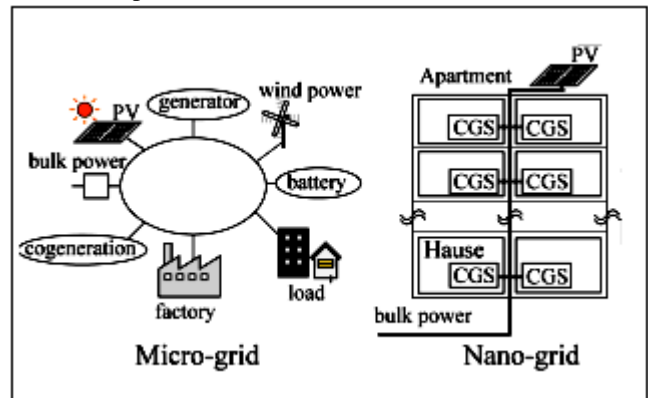 generator
wind power
PV
bulk power
battery
cogeneration
factory
load
Micro-grid
PV
Apartment
CGS CGS
CGS CGS
Hause
CGS CGS
bulk power
Nano-grid